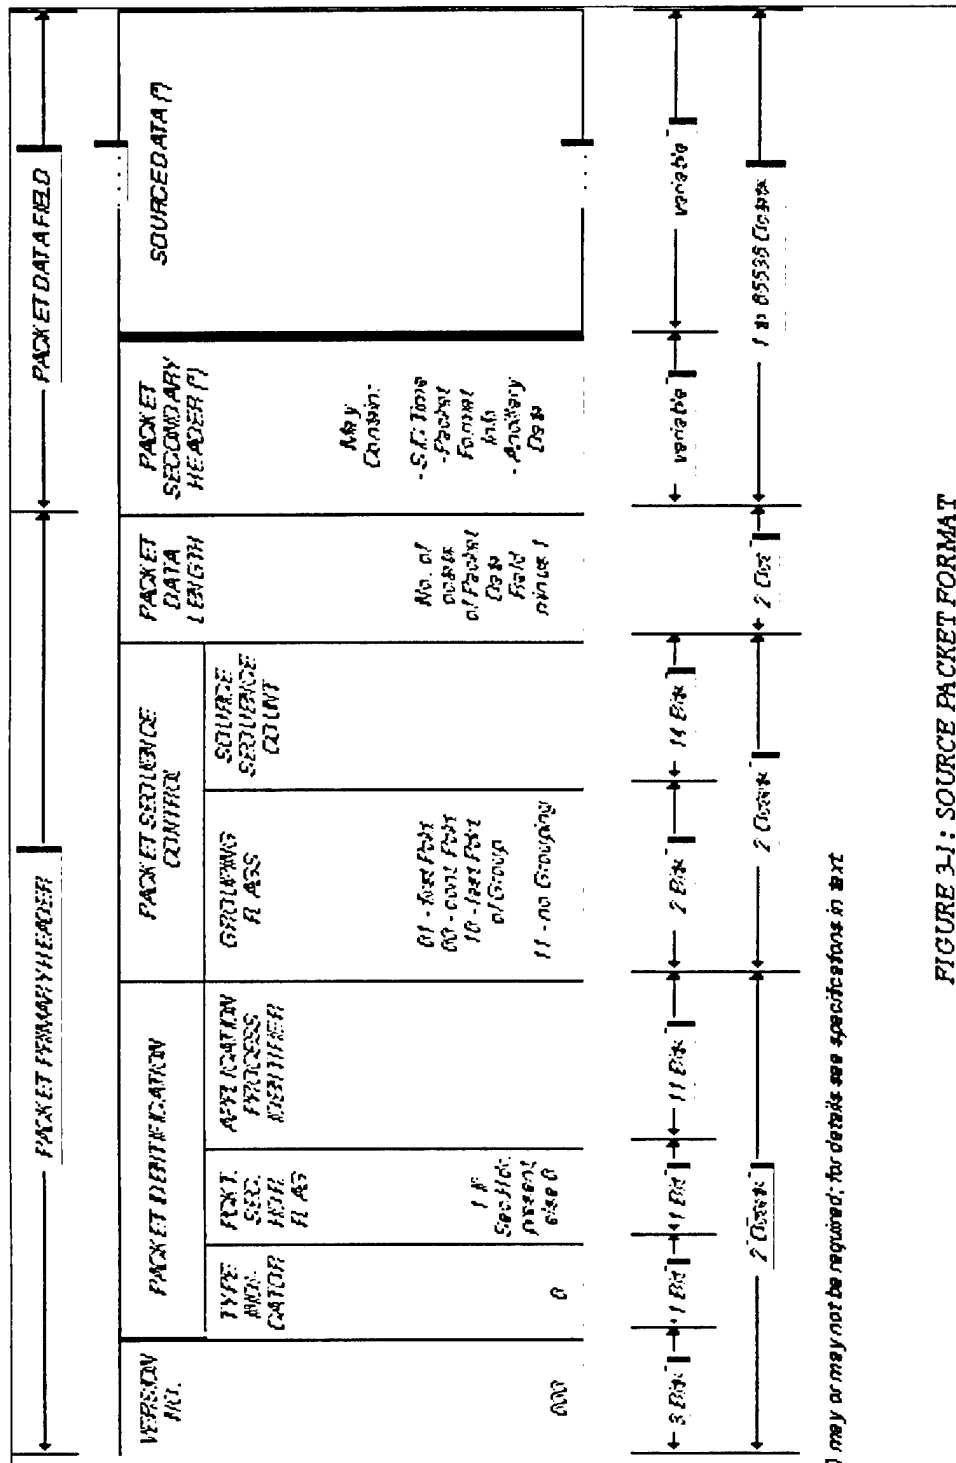 PACKET PRIMARY HEADER
PACKET DATA FIELD
VERSION
NO.
PACKET IDENTIFICATION
PACKET SEQUENCE
CONTROL
PACKET
DATA
LENGTH
PACKET
SECONDARY
HEADER (*)
SOURCE DATA (*)
TYPE
INDI-
CATOR
PCKT.
SEC.
HDR.
FLAG
APPLICATION
PROCESS
IDENTIFIER
GROUPING
FLAGS
SOURCE
SEQUENCE
COUNT
000
0
1 if
Sec Hdr.
present,
else 0
01 - first Pckt
00 - cont Pckt
10 - last Pckt
of Group
11 - no Grouping
No. of
octets
of Packet
Data
Field
minus 1
May
Contain:
- S/C Time
- Packet
Format
Info
- Ancillary
Data
3 Bits
1 Bit
1 Bit
11 Bits
2 Bits
14 Bits
variable
variable
2 Octets
2 Octets
2 Oct
1 to 65536 Octets
) may or may not be required; for details see specifications in text
FIGURE 3-1: SOURCE PACKET FORMAT